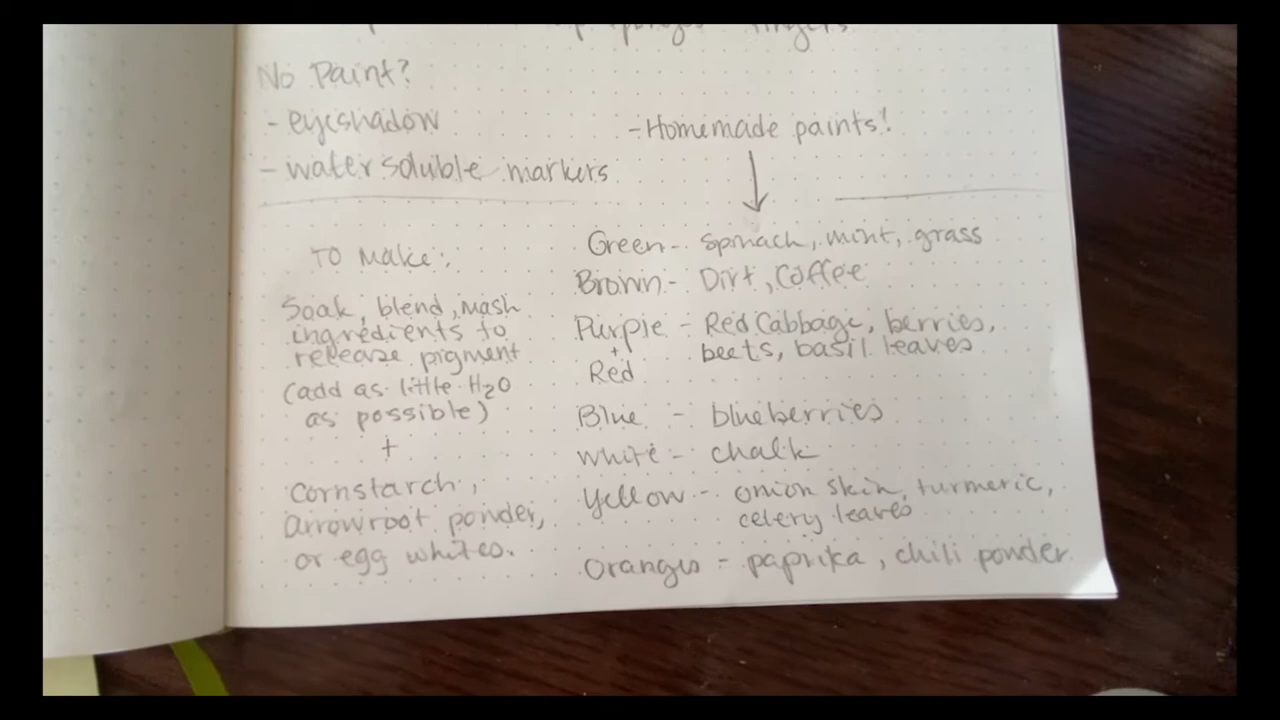 sponges fingers
No Paint?
- eyeshadow
- water soluble markers
- Homemade paints!
To Make:
Soak, blend, mash
ingredients to
release pigment
(add as little H2O
as possible)
+
Cornstarch,
arrowroot powder,
or egg whites.
Green - Spinach, mint, grass
Brown - Dirt, Coffee
Purple - Red Cabbage, berries,
+ beets, basil leaves
Red
Blue - blueberries
White - chalk
Yellow - onion skin, turmeric,
celery leaves
Oranges - paprika, chili powder